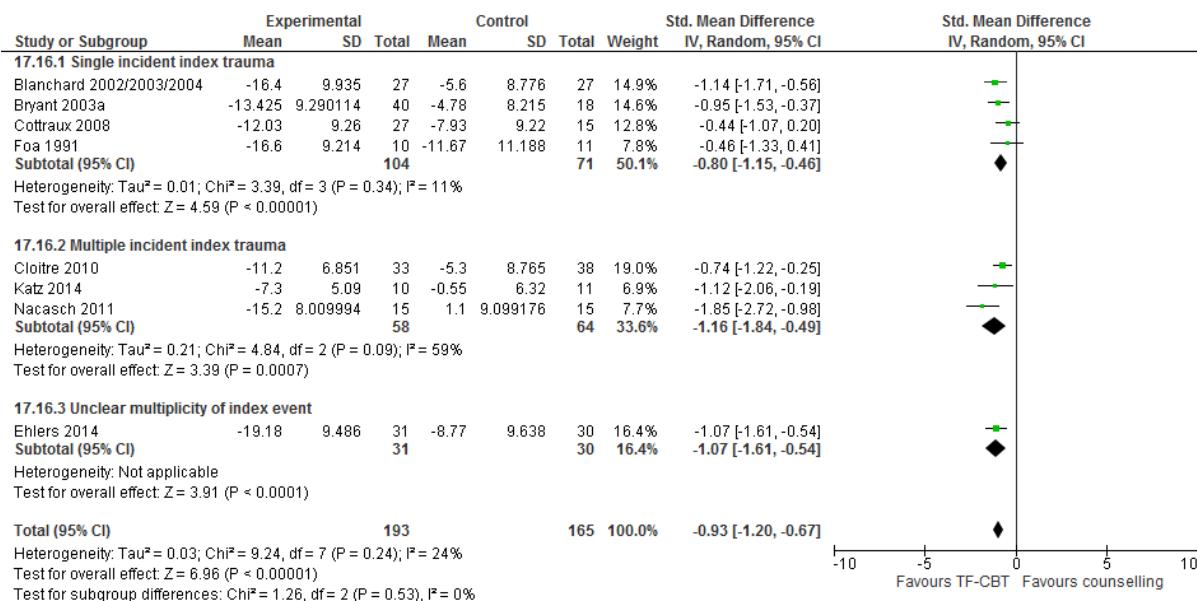 Experimental Control Std. Mean Difference Std. Mean Difference
Study or Subgroup Mean SD Total Mean SD Total Weight IV, Random, 95% CI IV, Random, 95% CI
17.16.1 Single incident index trauma
Blanchard 2002/2003/2004 -16.4 9.935 27 -5.6 8.776 27 14.9% -1.14 [-1.71, -0.56]
Bryant 2003a -13.425 9.290114 40 -4.78 8.215 18 14.6% -0.95 [-1.53, -0.37]
Cottraux 2008 -12.03 9.26 27 -7.93 9.22 15 12.8% -0.44 [-1.07, 0.20]
Foa 1991 -16.6 9.214 10 -11.67 11.188 11 7.8% -0.46 [-1.33, 0.41]
Subtotal (95% CI) 104 71 50.1% -0.80 [-1.15, -0.46]
Heterogeneity: Tau² = 0.01; Chi² = 3.39, df = 3 (P = 0.34); I² = 11%
Test for overall effect: Z = 4.59 (P < 0.00001)
17.16.2 Multiple incident index trauma
Cloitre 2010 -11.2 6.851 33 -5.3 8.765 38 19.0% -0.74 [-1.22, -0.25]
Katz 2014 -7.3 5.09 10 -0.55 6.32 11 6.9% -1.12 [-2.06, -0.19]
Nacasch 2011 -15.2 8.009994 15 1.1 9.099176 15 7.7% -1.85 [-2.72, -0.98]
Subtotal (95% CI) 58 64 33.6% -1.16 [-1.84, -0.49]
Heterogeneity: Tau² = 0.21; Chi² = 4.84, df = 2 (P = 0.09); I² = 59%
Test for overall effect: Z = 3.39 (P = 0.0007)
17.16.3 Unclear multiplicity of index event
Ehlers 2014 -19.18 9.486 31 -8.77 9.638 30 16.4% -1.07 [-1.61, -0.54]
Subtotal (95% CI) 31 30 16.4% -1.07 [-1.61, -0.54]
Heterogeneity: Not applicable
Test for overall effect: Z = 3.91 (P < 0.0001)
Total (95% CI) 193 165 100.0% -0.93 [-1.20, -0.67]
Heterogeneity: Tau² = 0.03; Chi² = 9.24, df = 7 (P = 0.24); I² = 24%
Test for overall effect: Z = 6.96 (P < 0.00001)
Test for subgroup differences: Chi² = 1.26, df = 2 (P = 0.53), I² = 0%
-10 -5 0 5 10
Favours TF-CBT Favours counselling